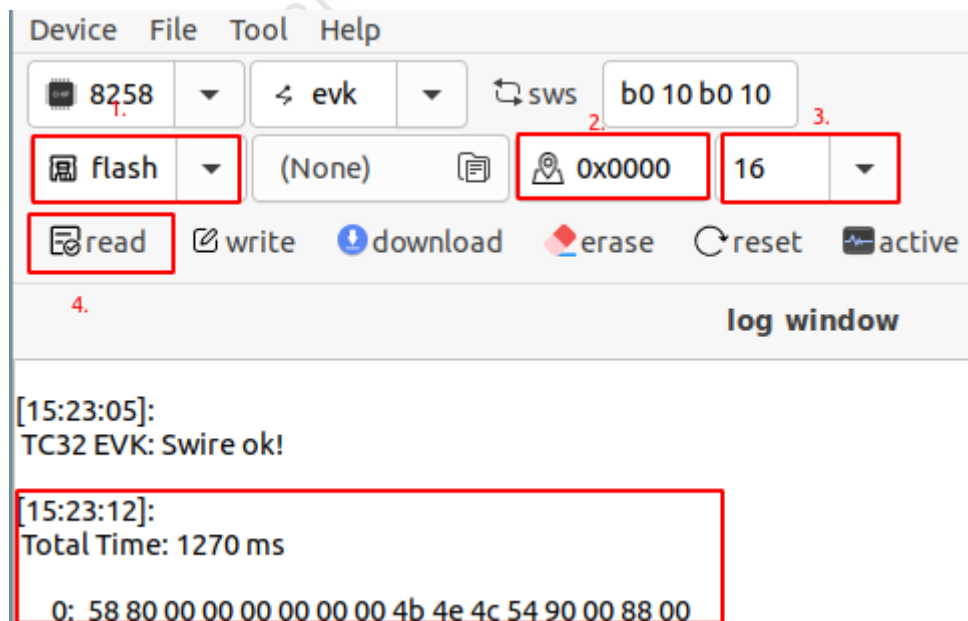 Device File Tool Help
8258 evk sws b0 10 b0 10
1. 2. 3.
flash (None) 0x0000 16
read write download erase reset active
4.
log window
[15:23:05]:
TC32 EVK: Swire ok!
[15:23:12]:
Total Time: 1270 ms
0: 58 80 00 00 00 00 00 00 4b 4e 4c 54 90 00 88 00